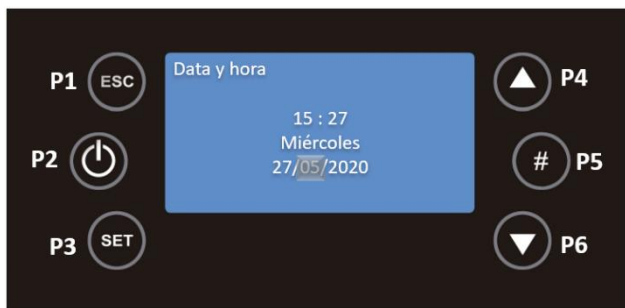 P1 ESC
Data y hora
P4
15 : 27
Miércoles
27/05/2020
P2
# P5
P3 SET
P6